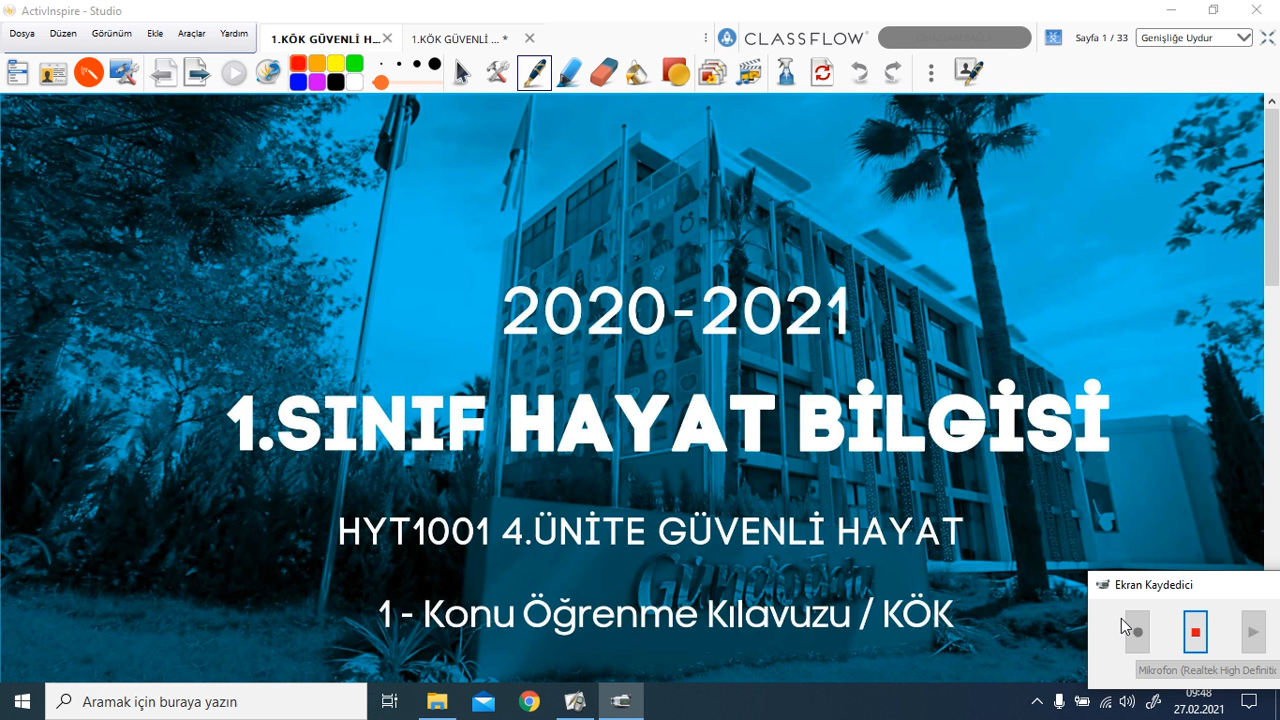 ActivInspire - Studio
Dosya Düzen Görünüm Ekle Araçlar Yardım
1.KÖK GÜVENLİ H... 1.KÖK GÜVENLİ ... *
CLASSFLOW
Sayfa 1 / 33
Genişliğe Uydur
2020-2021
1.SINIF HAYAT BİLGİSİ
HYT1001 4.ÜNİTE GÜVENLİ HAYAT
1 - Konu Öğrenme Kılavuzu / KÖK
Ekran Kaydedici
Mikrofon (Realtek High Definitic
Aramak için buraya yazın
09:48
27.02.2021